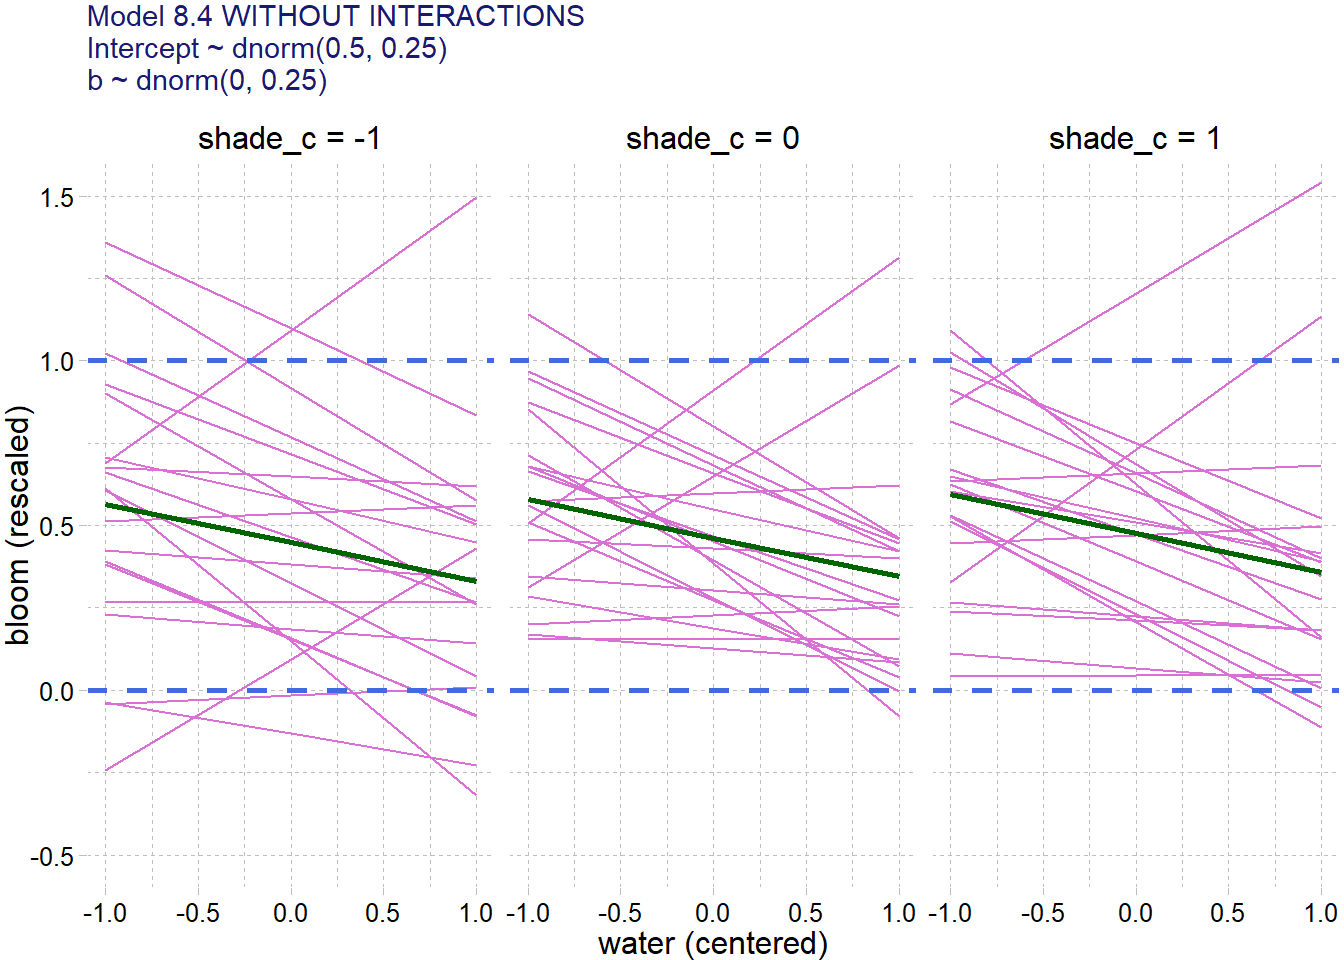 Model 8.4 WITHOUT INTERACTIONS
Intercept ~ dnorm(0.5, 0.25)
b ~ dnorm(0, 0.25)
shade_c = -1
shade_c = 0
shade_c = 1
bloom (rescaled)
1.5
1.0
0.5
0.0
-0.5
-1.0 -0.5 0.0 0.5 1.0
-1.0 -0.5 0.0 0.5 1.0
-1.0 -0.5 0.0 0.5 1.0
water (centered)